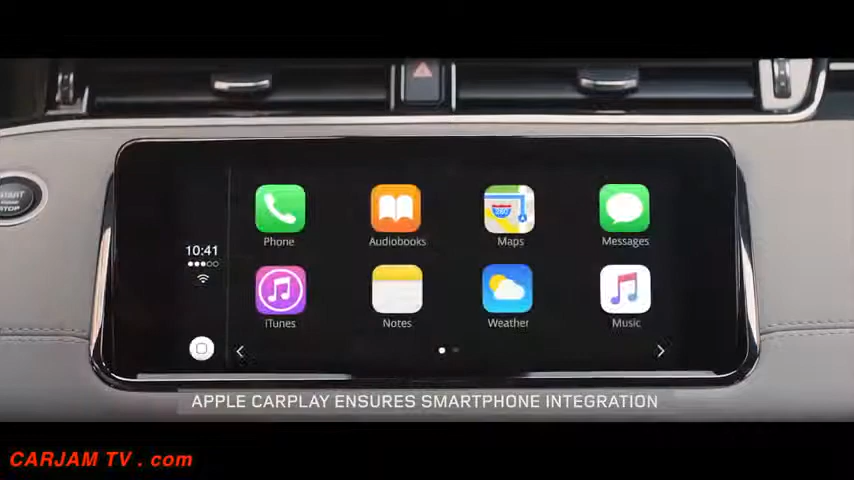 START
STOP
10:41
Phone
Audiobooks
Maps
280
Messages
iTunes
Notes
Weather
Music
APPLE CARPLAY ENSURES SMARTPHONE INTEGRATION
CARJAM TV . com